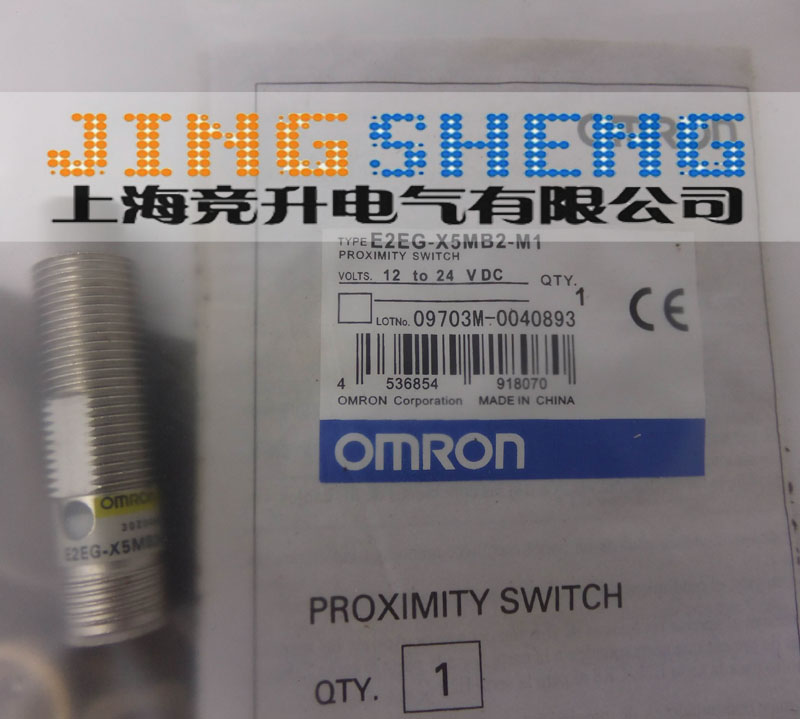 OMRON
JINGSHENG
上海竞升电气有限公司
TYPE E2EG-X5MB2-M1
PROXIMITY SWITCH
VOLTS. 12 to 24 VDC QTY.
1
LOTNo. 09703M-0040893
CE
4 536854 918070
OMRON Corporation MADE IN CHINA
OMRON
OMRON
E2EG-X5MB
PROXIMITY SWITCH
QTY. 1